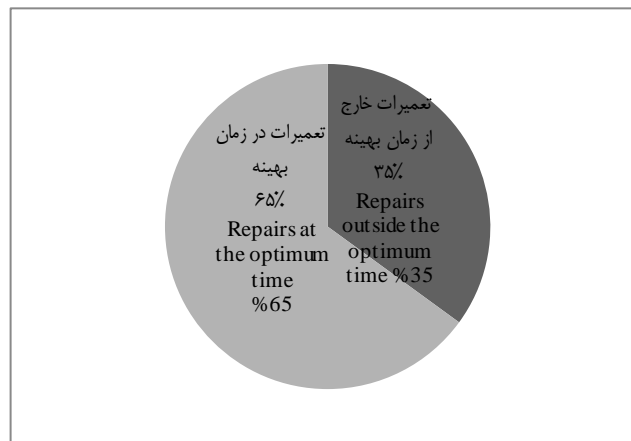 تعمیرات خارج
از زمان بهینه
۳۵%
Repairs
outside the
optimum
time %35
تعمیرات در زمان
بهینه
۶۵%
Repairs at
the optimum
time
%65